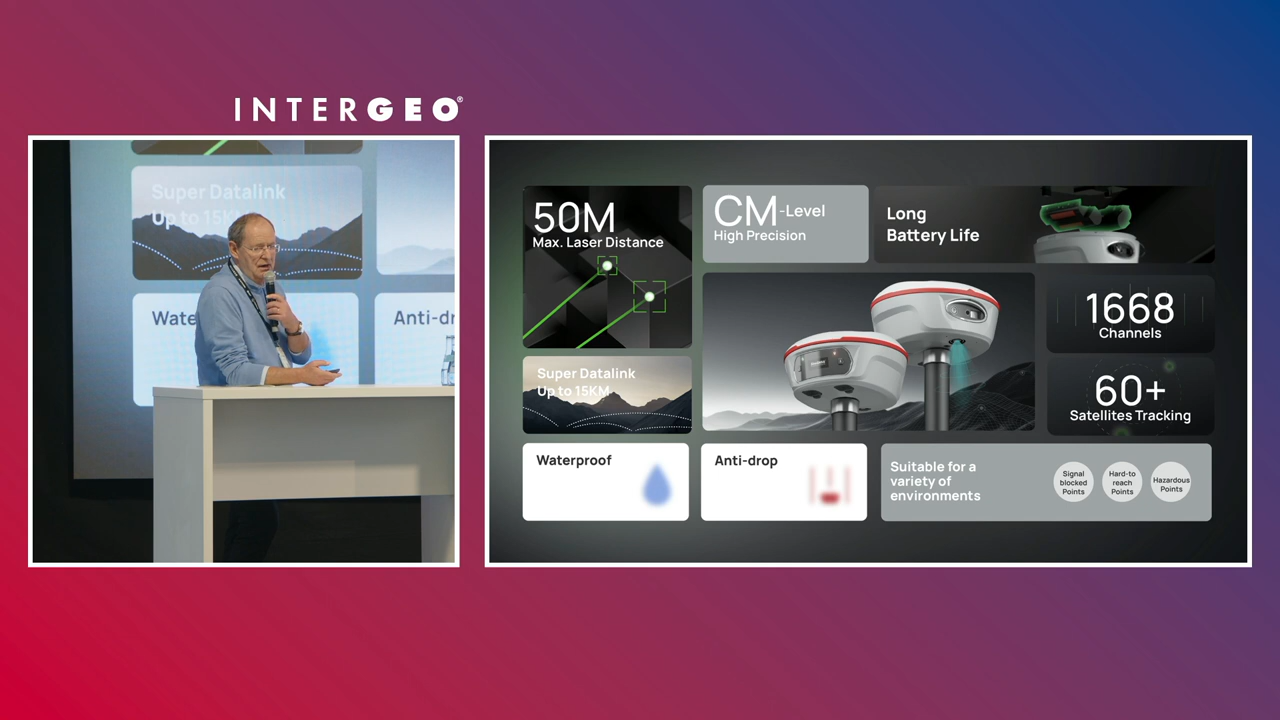 INTERGEO®
Super Datalink
Up to 15K
Wate
Anti-dr
50M
Max. Laser Distance
CM-Level
High Precision
Long
Battery Life
1668
Channels
Super Datalink
Up to 15KM
60+
Satellites Tracking
Waterproof
Anti-drop
Suitable for a
variety of
environments
Signal
blocked
Points
Hard-to
reach
Points
Hazardous
Points